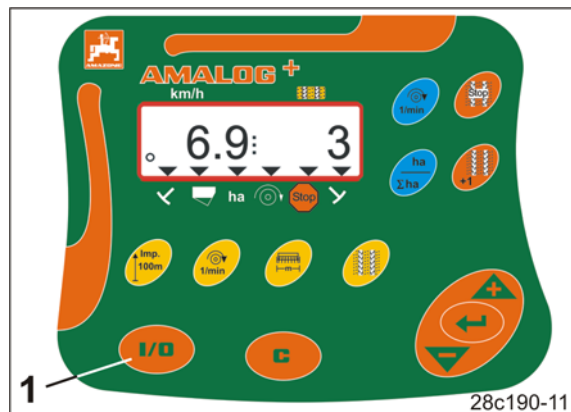 AMAZONE
AMALOG+
km/h
6.9 3
ha Stop
1/min
Stop
ha
Σha
+1
Imp.
100m
1/min
m
I/O
C
+
-
1
28c190-11